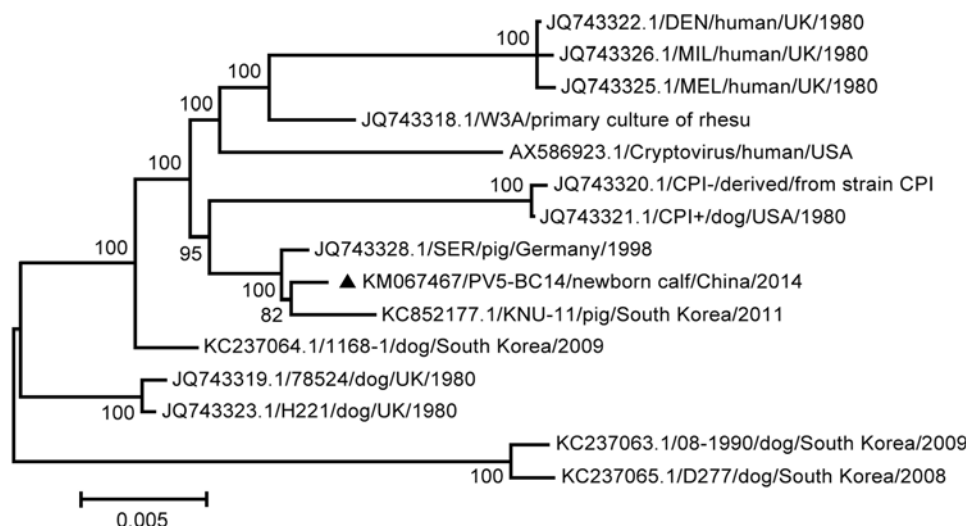 JQ743322.1/DEN/human/UK/1980
100
JQ743326.1/MIL/human/UK/1980
100
JQ743325.1/MEL/human/UK/1980
100
JQ743318.1/W3A/primary culture of rhesu
AX586923.1/Cryptovirus/human/USA
100
100
JQ743320.1/CPI-/derived/from strain CPI
JQ743321.1/CPI+/dog/USA/1980
100
95
JQ743328.1/SER/pig/Germany/1998
KM067467/PV5-BC14/newborn calf/China/2014
100
82
KC852177.1/KNU-11/pig/South Korea/2011
KC237064.1/1168-1/dog/South Korea/2009
JQ743319.1/78524/dog/UK/1980
100
JQ743323.1/H221/dog/UK/1980
KC237063.1/08-1990/dog/South Korea/2009
100
KC237065.1/D277/dog/South Korea/2008
0.005